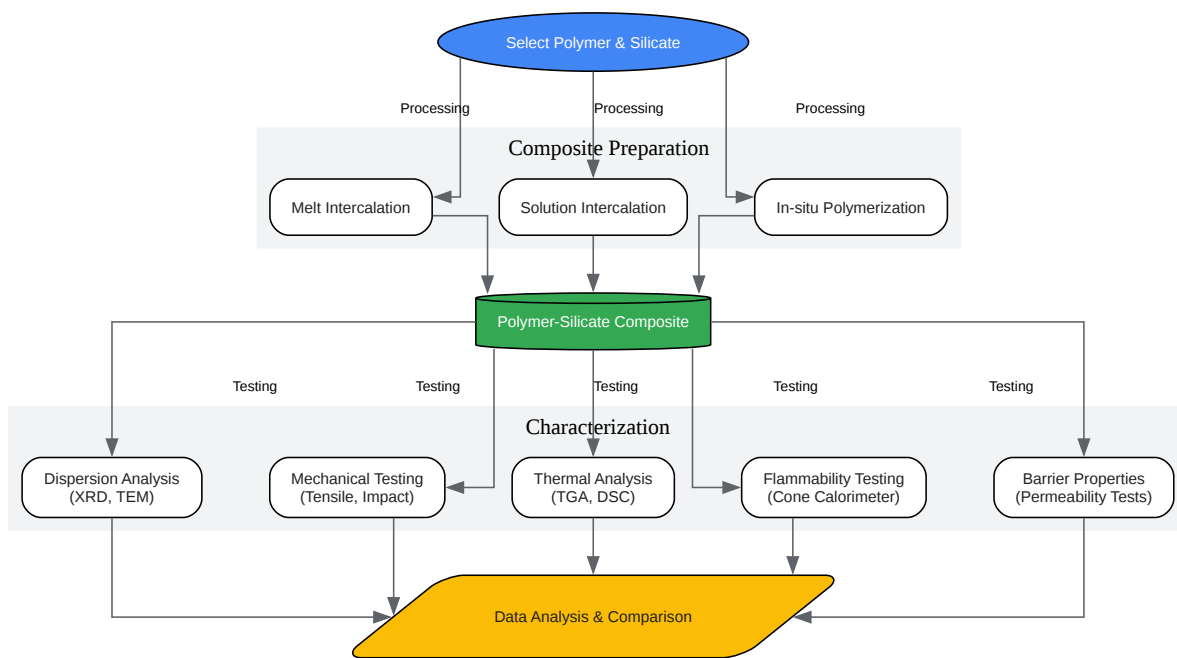 Select Polymer & Silicate
Processing
Processing
Processing
Composite Preparation
Melt Intercalation
Solution Intercalation
In-situ Polymerization
Polymer-Silicate Composite
Testing
Testing
Testing
Testing
Testing
Characterization
Dispersion Analysis
(XRD, TEM)
Mechanical Testing
(Tensile, Impact)
Thermal Analysis
(TGA, DSC)
Flammability Testing
(Cone Calorimeter)
Barrier Properties
(Permeability Tests)
Data Analysis & Comparison